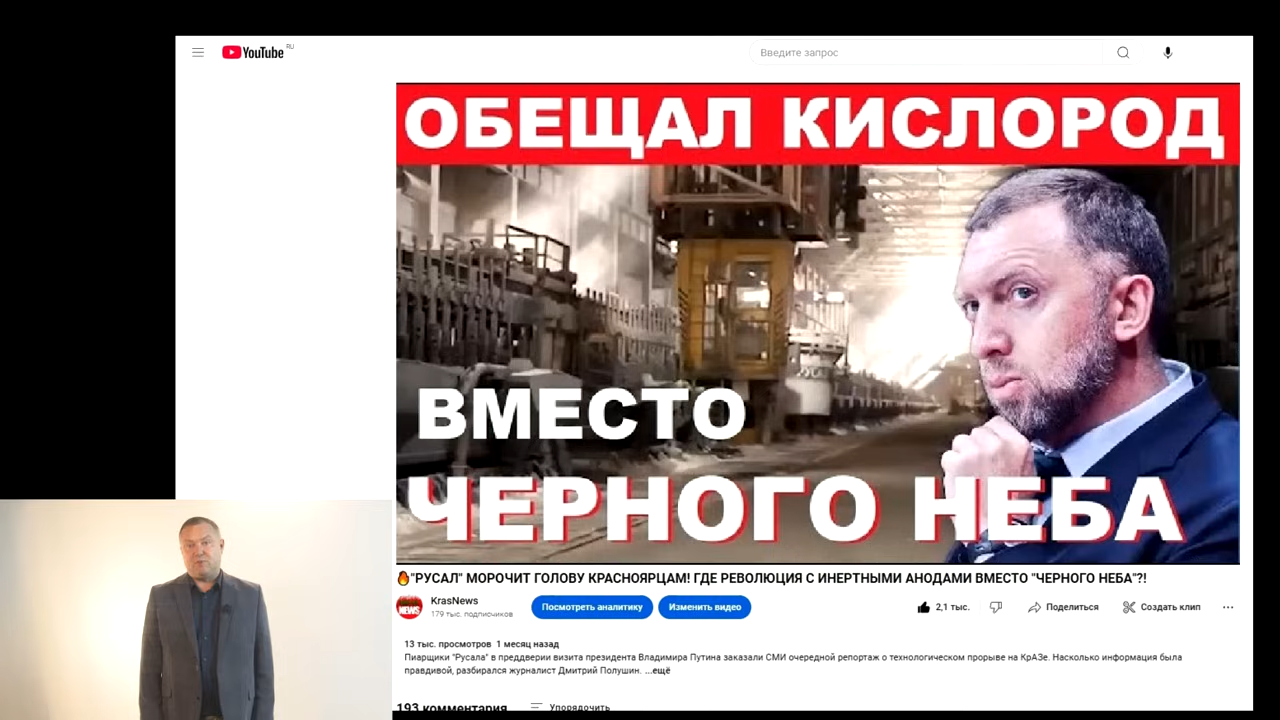 YouTube RU
Введите запрос
ОБЕЩАЛ КИСЛОРОД
ВМЕСТО
ЧЕРНОГО НЕБА
"РУСАЛ" МОРОЧИТ ГОЛОВУ КРАСНОЯРЦАМ! ГДЕ РЕВОЛЮЦИЯ С ИНЕРТНЫМИ АНОДАМИ ВМЕСТО "ЧЕРНОГО НЕБА"?!
NEWS
KrasNews
179 тыс. подписчиков
Посмотреть аналитику
Изменить видео
2,1 тыс.
Поделиться
Создать клип
13 тыс. просмотров 1 месяц назад
Пиарщики "Русала" в преддверии визита президента Владимира Путина заказали СМИ очередной репортаж о технологическом прорыве на КрАЗе. Насколько информация была
правдивой, разбирался журналист Дмитрий Полушин. ...ещё
193 комментария
Упорядочить